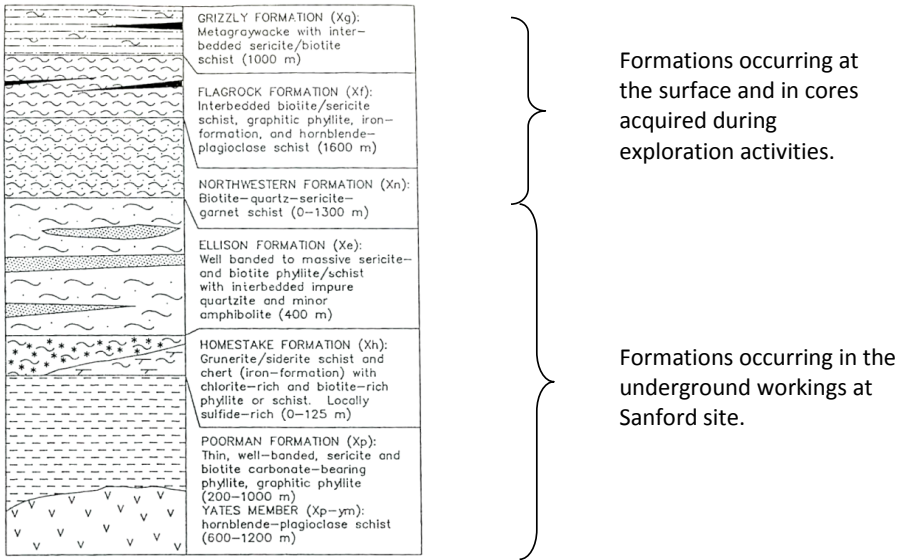 GRIZZLY FORMATION (Xg):
Metagraywacke with inter-
bedded sericite/biotite
schist (1000 m)
FLAGROCK FORMATION (Xf):
Interbedded biotite/sericite
schist, graphitic phyllite, iron-
formation, and hornblende-
plagioclase schist (1600 m)
NORTHWESTERN FORMATION (Xn):
Biotite-quartz-sericite-
garnet schist (0-1300 m)
ELLISON FORMATION (Xe):
Well banded to massive sericite-
and biotite phyllite/schist
with interbedded impure
quartzite and minor
amphibolite (400 m)
HOMESTAKE FORMATION (Xh):
Grunerite/siderite schist and
chert (iron-formation) with
chlorite-rich and biotite-rich
phyllite or schist. Locally
sulfide-rich (0-125 m)
POORMAN FORMATION (Xp):
Thin, well-banded, sericite and
biotite carbonate-bearing
phyllite, graphitic phyllite
(200-1000 m)
YATES MEMBER (Xp-ym):
hornblende-plagioclase schist
(600-1200 m)
Formations occurring at
the surface and in cores
acquired during
exploration activities.
Formations occurring in the
underground workings at
Sanford site.